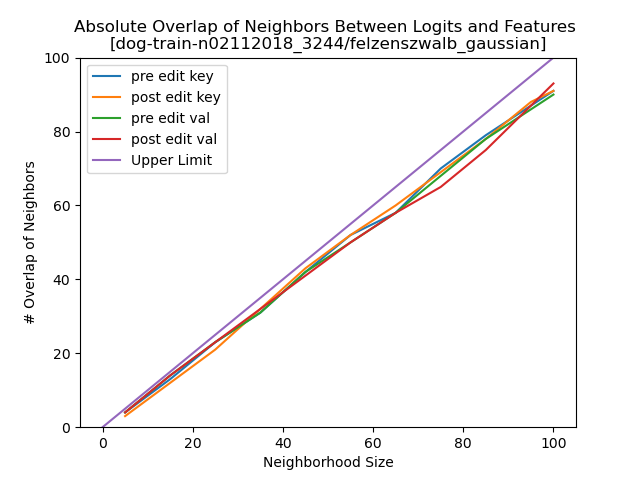 Absolute Overlap of Neighbors Between Logits and Features
[dog-train-n02112018_3244/felzenszwalb_gaussian]
pre edit key
post edit key
pre edit val
post edit val
Upper Limit
# Overlap of Neighbors
100
80
60
40
20
0
0 20 40 60 80 100
Neighborhood Size